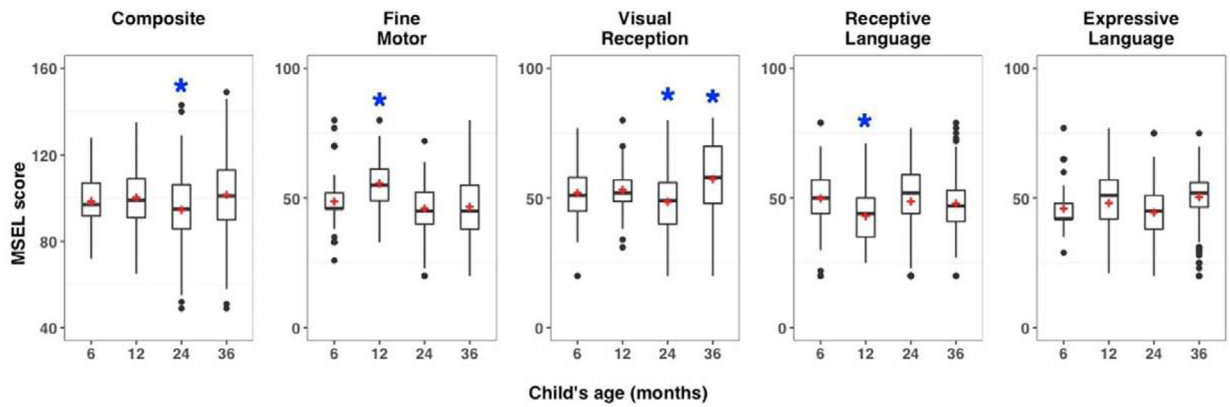 Composite
Fine
Motor
Visual
Reception
Receptive
Language
Expressive
Language
MSEL score
160
120
80
40
6 12 24 36
100
50
0
6 12 24 36
100
50
0
6 12 24 36
100
50
0
6 12 24 36
100
50
0
6 12 24 36
Child's age (months)